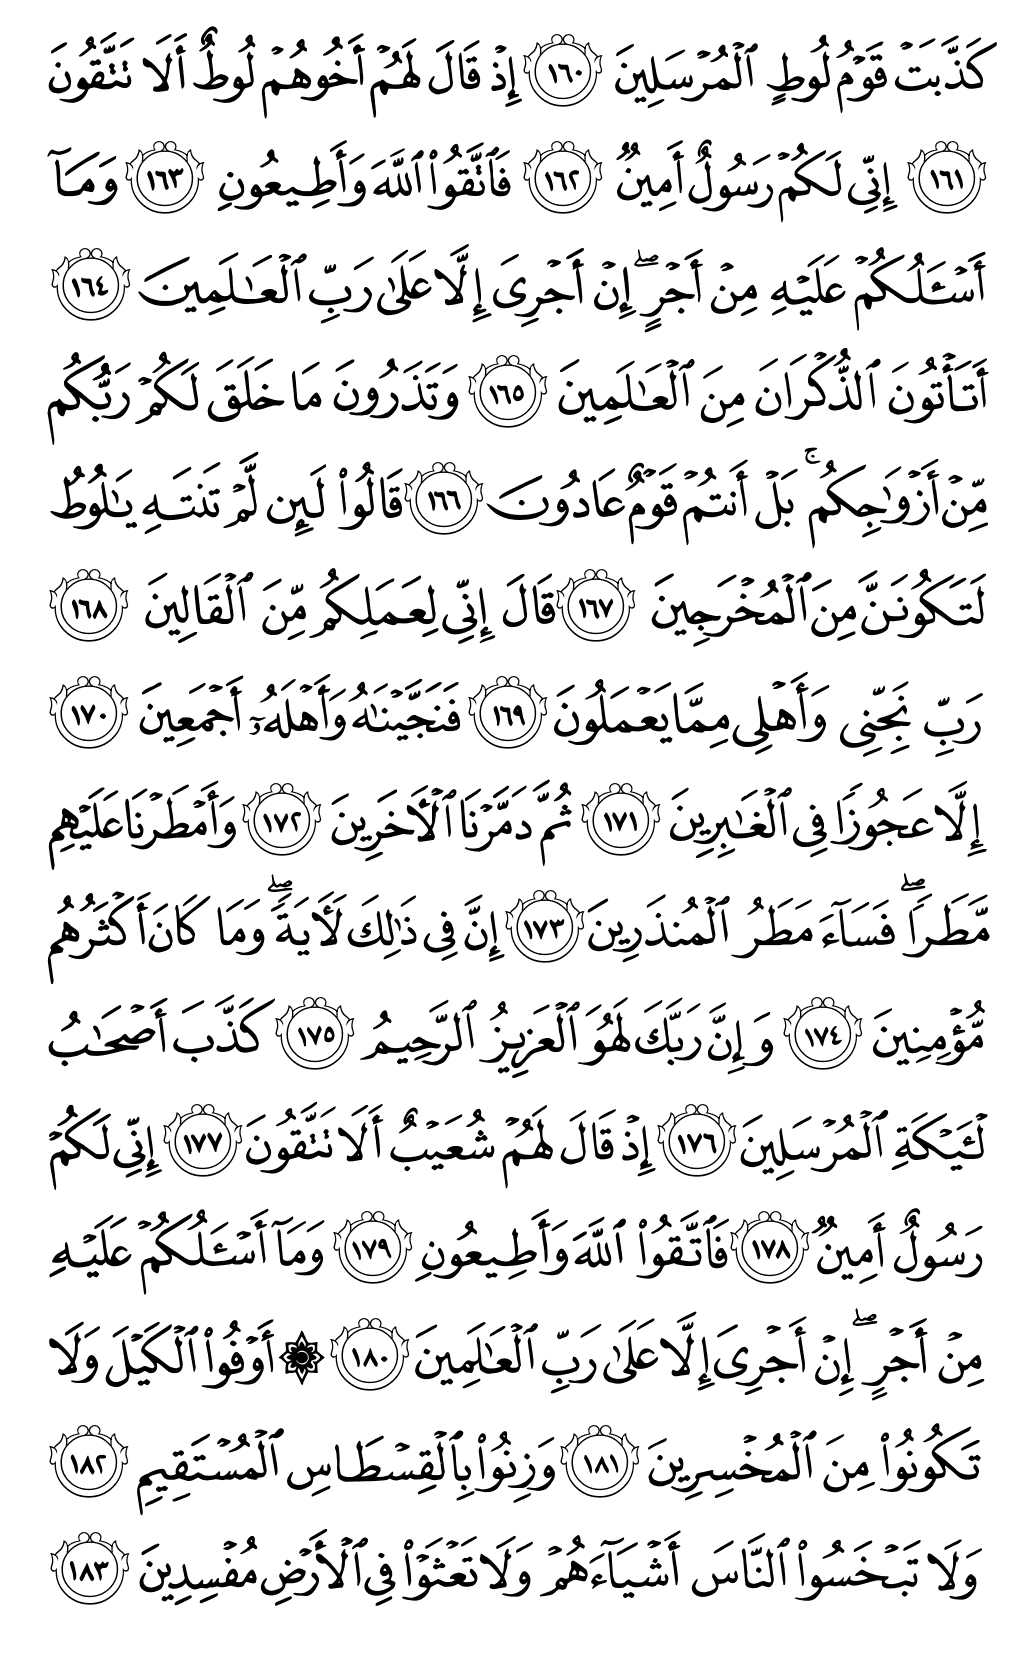 كَذَّبَتۡ قَوۡمُ لُوطٍ ٱلۡمُرۡسَلِينَ ١٦٠ إِذۡ قَالَ لَهُمۡ أَخُوهُمۡ لُوطٌ أَلَا تَتَّقُونَ
١٦١ إِنِّي لَكُمۡ رَسُولٌ أَمِينٞ ١٦٢ فَٱتَّقُواْ ٱللَّهَ وَأَطِيعُونِ ١٦٣ وَمَآ
أَسۡـَٔلُكُمۡ عَلَيۡهِ مِنۡ أَجۡرٍۖ إِنۡ أَجۡرِيَ إِلَّا عَلَىٰ رَبِّ ٱلۡعَٰلَمِينَ ١٦٤
أَتَأۡتُونَ ٱلذُّكۡرَانَ مِنَ ٱلۡعَٰلَمِينَ ١٦٥ وَتَذَرُونَ مَا خَلَقَ لَكُمۡ رَبُّكُم
مِّنۡ أَزۡوَٰجِكُمۚ بَلۡ أَنتُمۡ قَوۡمٌ عَادُونَ ١٦٦ قَالُواْ لَئِن لَّمۡ تَنتَهِ يَٰلُوطُ
لَتَكُونَنَّ مِنَ ٱلۡمُخۡرَجِينَ ١٦٧ قَالَ إِنِّي لِعَمَلِكُم مِّنَ ٱلۡقَالِينَ ١٦٨
رَبِّ نَجِّنِي وَأَهۡلِي مِمَّا يَعۡمَلُونَ ١٦٩ فَنَجَّيۡنَٰهُ وَأَهۡلَهُۥٓ أَجۡمَعِينَ ١٧٠
إِلَّا عَجُوزٗا فِي ٱلۡغَٰبِرِينَ ١٧١ ثُمَّ دَمَّرۡنَا ٱلۡأٓخَرِينَ ١٧٢ وَأَمۡطَرۡنَا عَلَيۡهِم
مَّطَرٗاۖ فَسَآءَ مَطَرُ ٱلۡمُنذَرِينَ ١٧٣ إِنَّ فِي ذَٰلِكَ لَأٓيَةٗۖ وَمَا كَانَ أَكۡثَرُهُم
مُّؤۡمِنِينَ ١٧٤ وَإِنَّ رَبَّكَ لَهُوَ ٱلۡعَزِيزُ ٱلرَّحِيمُ ١٧٥ كَذَّبَ أَصۡحَٰبُ
لۡـَٔيۡكَةِ ٱلۡمُرۡسَلِينَ ١٧٦ إِذۡ قَالَ لَهُمۡ شُعَيۡبٌ أَلَا تَتَّقُونَ ١٧٧ إِنِّي لَكُمۡ
رَسُولٌ أَمِينٞ ١٧٨ فَٱتَّقُواْ ٱللَّهَ وَأَطِيعُونِ ١٧٩ وَمَآ أَسۡـَٔلُكُمۡ عَلَيۡهِ
مِنۡ أَجۡرٍۖ إِنۡ أَجۡرِيَ إِلَّا عَلَىٰ رَبِّ ٱلۡعَٰلَمِينَ ١٨٠ ۞ أَوۡفُواْ ٱلۡكَيۡلَ وَلَا
تَكُونُواْ مِنَ ٱلۡمُخۡسِرِينَ ١٨١ وَزِنُواْ بِٱلۡقِسۡطَاسِ ٱلۡمُسۡتَقِيمِ ١٨٢
وَلَا تَبۡخَسُواْ ٱلنَّاسَ أَشۡيَآءَهُمۡ وَلَا تَعۡثَوۡاْ فِي ٱلۡأَرۡضِ مُفۡسِدِينَ ١٨٣